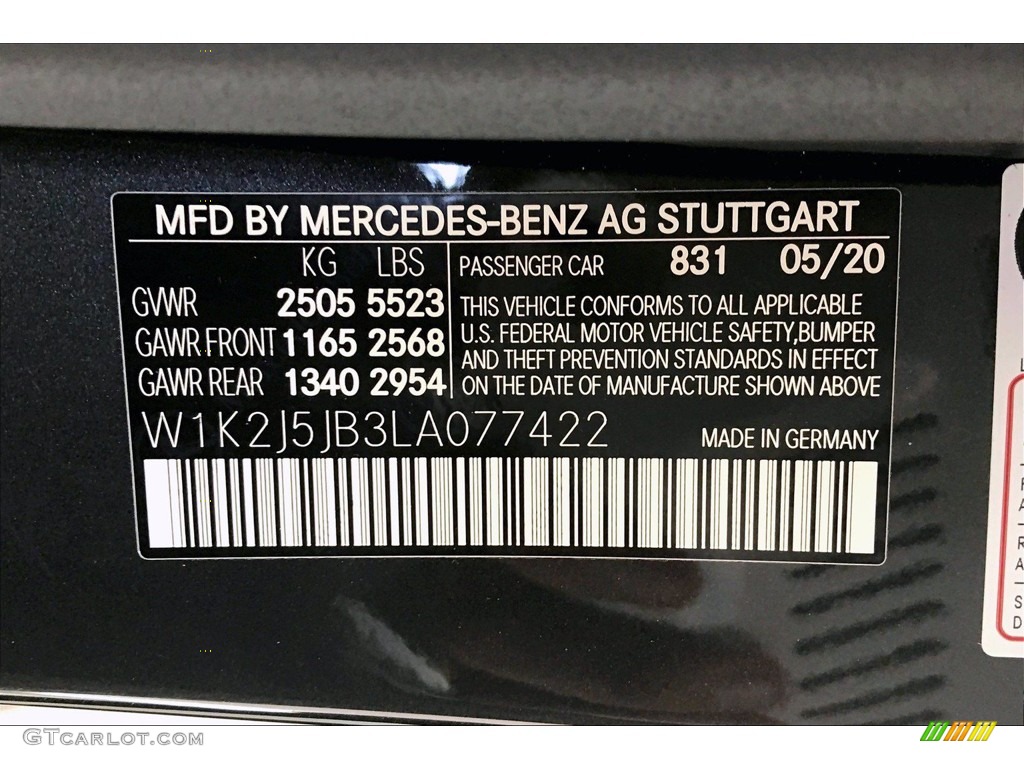 MFD BY MERCEDES-BENZ AG STUTTGART
KG LBS
GVWR 2505 5523
GAWR FRONT 1165 2568
GAWR REAR 1340 2954
PASSENGER CAR 831 05/20
THIS VEHICLE CONFORMS TO ALL APPLICABLE
U.S. FEDERAL MOTOR VEHICLE SAFETY,BUMPER
AND THEFT PREVENTION STANDARDS IN EFFECT
ON THE DATE OF MANUFACTURE SHOWN ABOVE
W1K2J5JB3LA077422
MADE IN GERMANY
GTCARLOT.COM